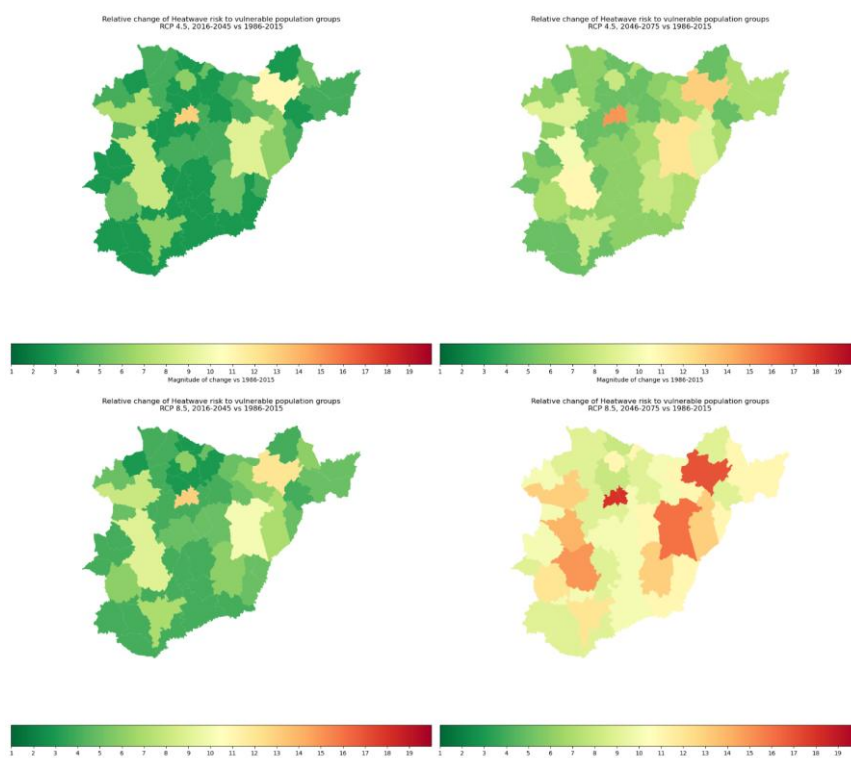 Relative change of Heatwave risk to vulnerable population groups
RCP 4.5, 2016-2045 vs 1986-2015
1 2 3 4 5 6 7 8 9 10 11 12 13 14 15 16 17 18 19
Magnitude of change vs 1986-2015
Relative change of Heatwave risk to vulnerable population groups
RCP 4.5, 2046-2075 vs 1986-2015
1 2 3 4 5 6 7 8 9 10 11 12 13 14 15 16 17 18 19
Magnitude of change vs 1986-2015
Relative change of Heatwave risk to vulnerable population groups
RCP 8.5, 2016-2045 vs 1986-2015
1 2 3 4 5 6 7 8 9 10 11 12 13 14 15 16 17 18 19
Relative change of Heatwave risk to vulnerable population groups
RCP 8.5, 2046-2075 vs 1986-2015
1 2 3 4 5 6 7 8 9 10 11 12 13 14 15 16 17 18 19